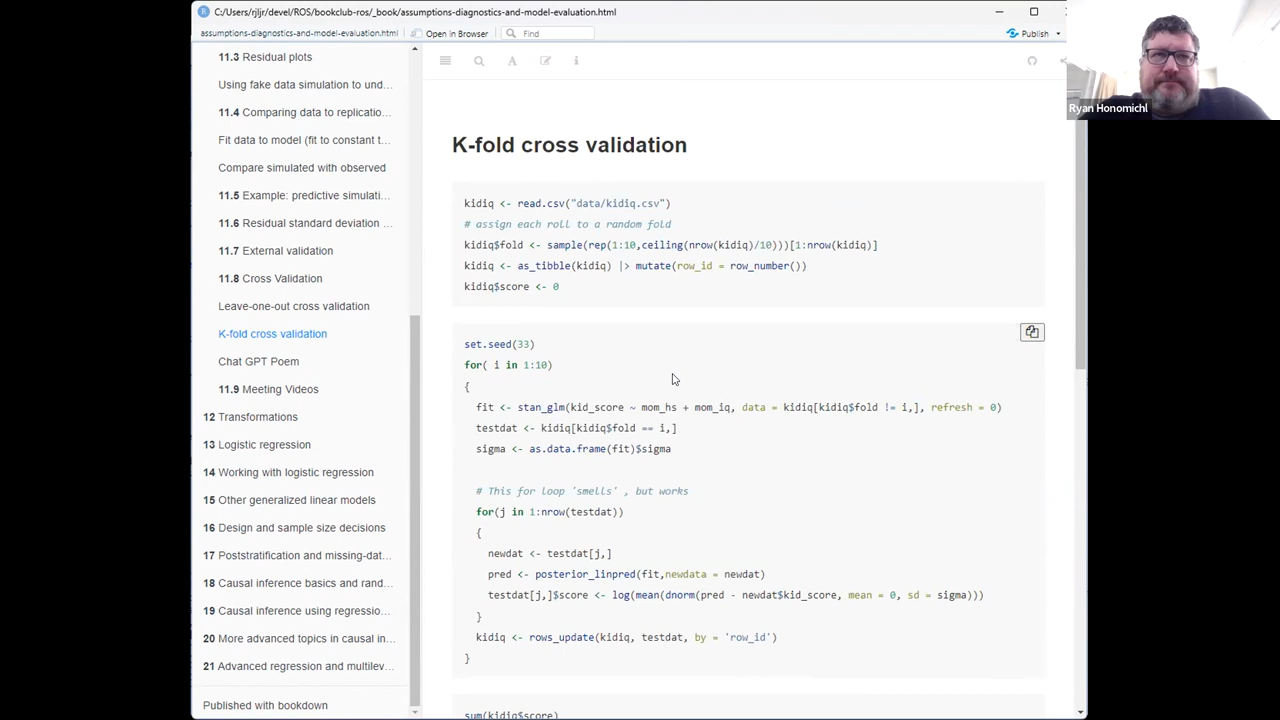 C:/Users/rjljr/devel/ROS/bookclub-ros/_book/assumptions-diagnostics-and-model-evaluation.html
assumptions-diagnostics-and-model-evaluation.html
Open in Browser
Find
Publish
11.3 Residual plots
Using fake data simulation to und...
11.4 Comparing data to replicatio...
Fit data to model (fit to constant t...
Compare simulated with observed
11.5 Example: predictive simulati...
11.6 Residual standard deviation ...
11.7 External validation
11.8 Cross Validation
Leave-one-out cross validation
K-fold cross validation
Chat GPT Poem
11.9 Meeting Videos
12 Transformations
13 Logistic regression
14 Working with logistic regression
15 Other generalized linear models
16 Design and sample size decisions
17 Poststratification and missing-dat...
18 Causal inference basics and rand...
19 Causal inference using regressio...
20 More advanced topics in causal in...
21 Advanced regression and multilev...
Published with bookdown
K-fold cross validation
kidiq <- read.csv("data/kidiq.csv")
# assign each roll to a random fold
kidiq$fold <- sample(rep(1:10,ceiling(nrow(kidiq)/10)))[1:nrow(kidiq)]
kidiq <- as_tibble(kidiq) |> mutate(row_id = row_number())
kidiq$score <- 0
set.seed(33)
for( i in 1:10)
{
fit <- stan_glm(kid_score ~ mom_hs + mom_iq, data = kidiq[kidiq$fold != i,], refresh = 0)
testdat <- kidiq[kidiq$fold == i,]
sigma <- as.data.frame(fit)$sigma
# This for loop 'smells' , but works
for(j in 1:nrow(testdat))
{
newdat <- testdat[j,]
pred <- posterior_linpred(fit,newdata = newdat)
testdat[j,]$score <- log(mean(dnorm(pred - newdat$kid_score, mean = 0, sd = sigma)))
}
kidiq <- rows_update(kidiq, testdat, by = 'row_id')
}
sum(kidiq$score)
Ryan Honomichl